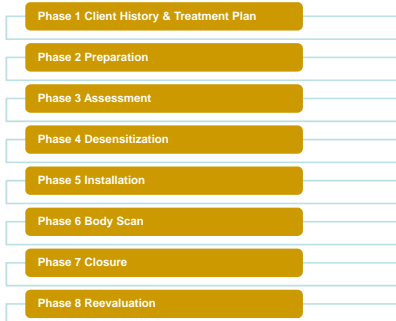 Phase 1 Client History & Treatment Plan
Phase 2 Preparation
Phase 3 Assessment
Phase 4 Desensitization
Phase 5 Installation
Phase 6 Body Scan
Phase 7 Closure
Phase 8 Reevaluation